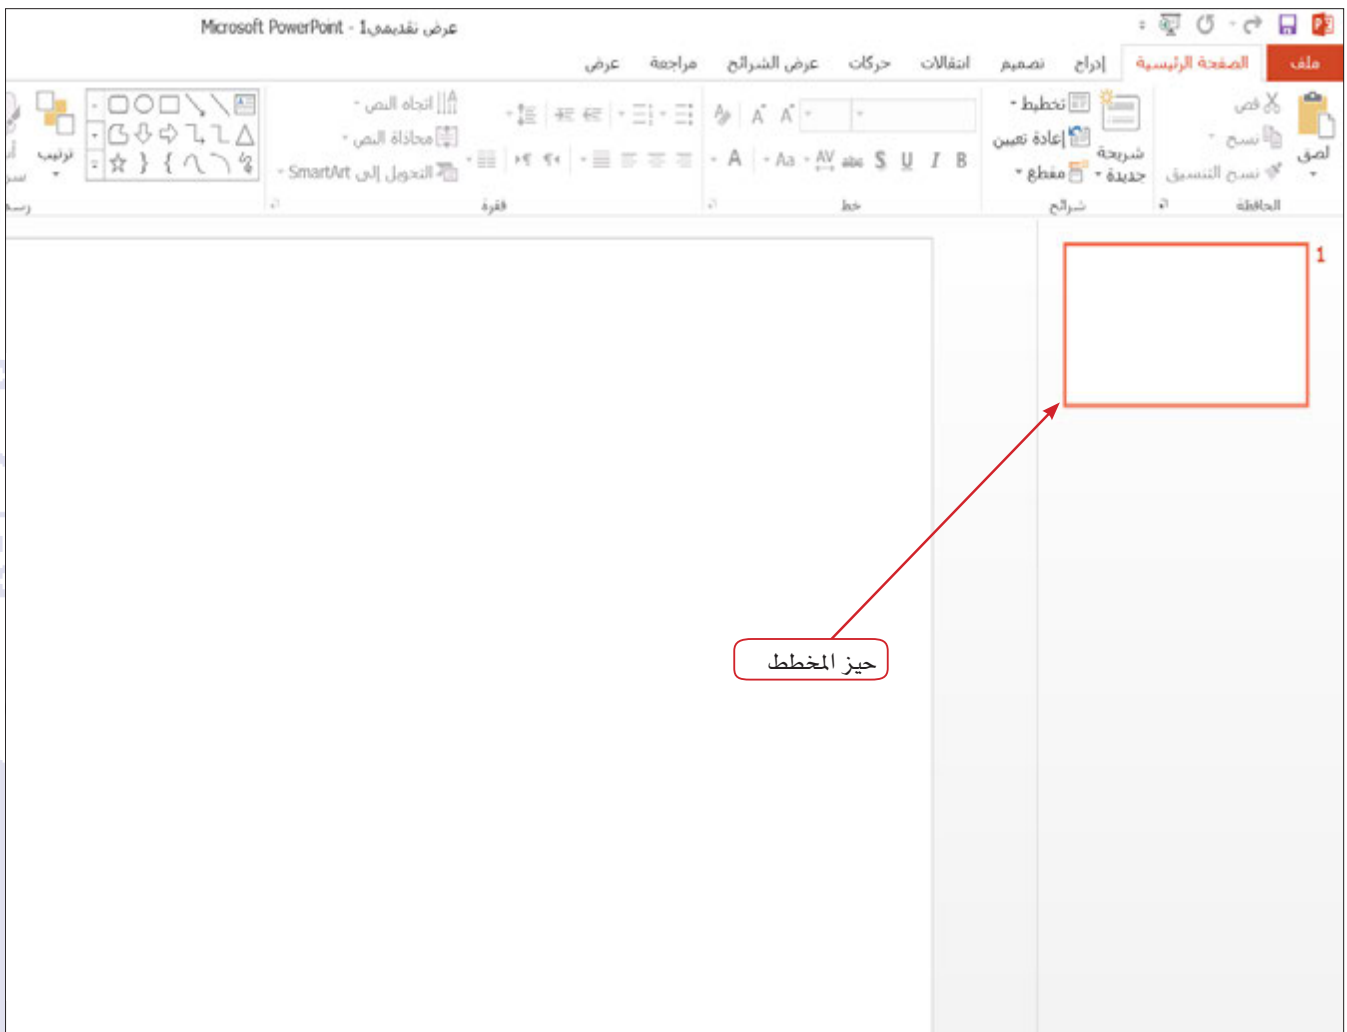 عرض تقديمي1 - Microsoft PowerPoint
ملف الصفحة الرئيسية إدراج تصميم انتقالات حركات عرض الشرائح مراجعة عرض
لصق
قص
نسخ
نسخ التنسيق
الحافظة
شريحة جديدة
تخطيط
إعادة تعيين
مقطع
شرائح
B I U S abc AV Aa A
A A
خط
فقرة
اتجاه النص
محاذاة النص
التحويل إلى SmartArt
ترتيب
1
حيز المخطط